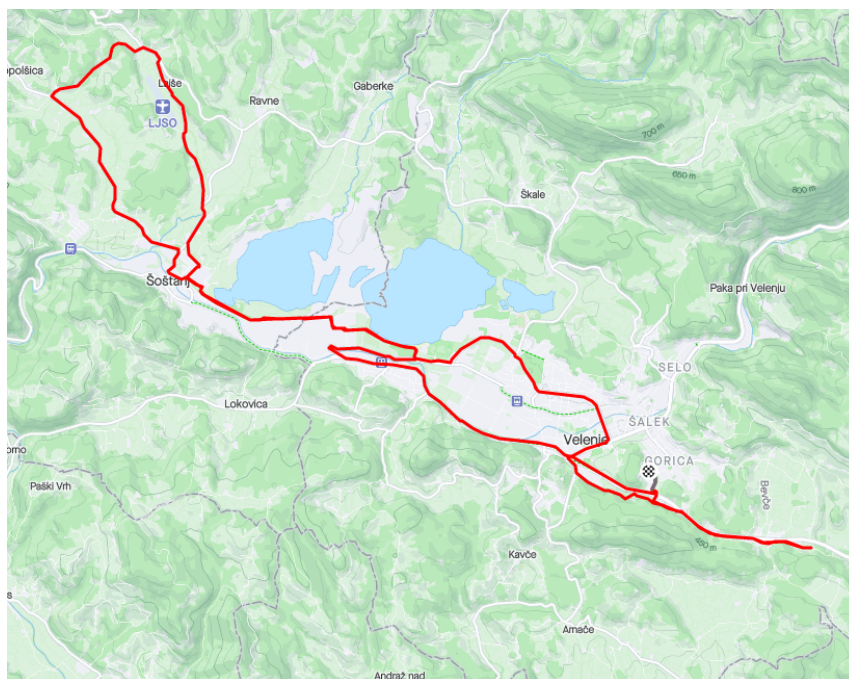 opolšica
Lajše
LJSO
Ravne
Gaberke
700 m
650 m
800 m
Škale
Šoštanj
Paka pri Velenju
SELO
Lokovica
ŠALEK
Velenje
GORICA
Bevče
Paški Vrh
450 m
Kavče
Arnače
Andraž nad